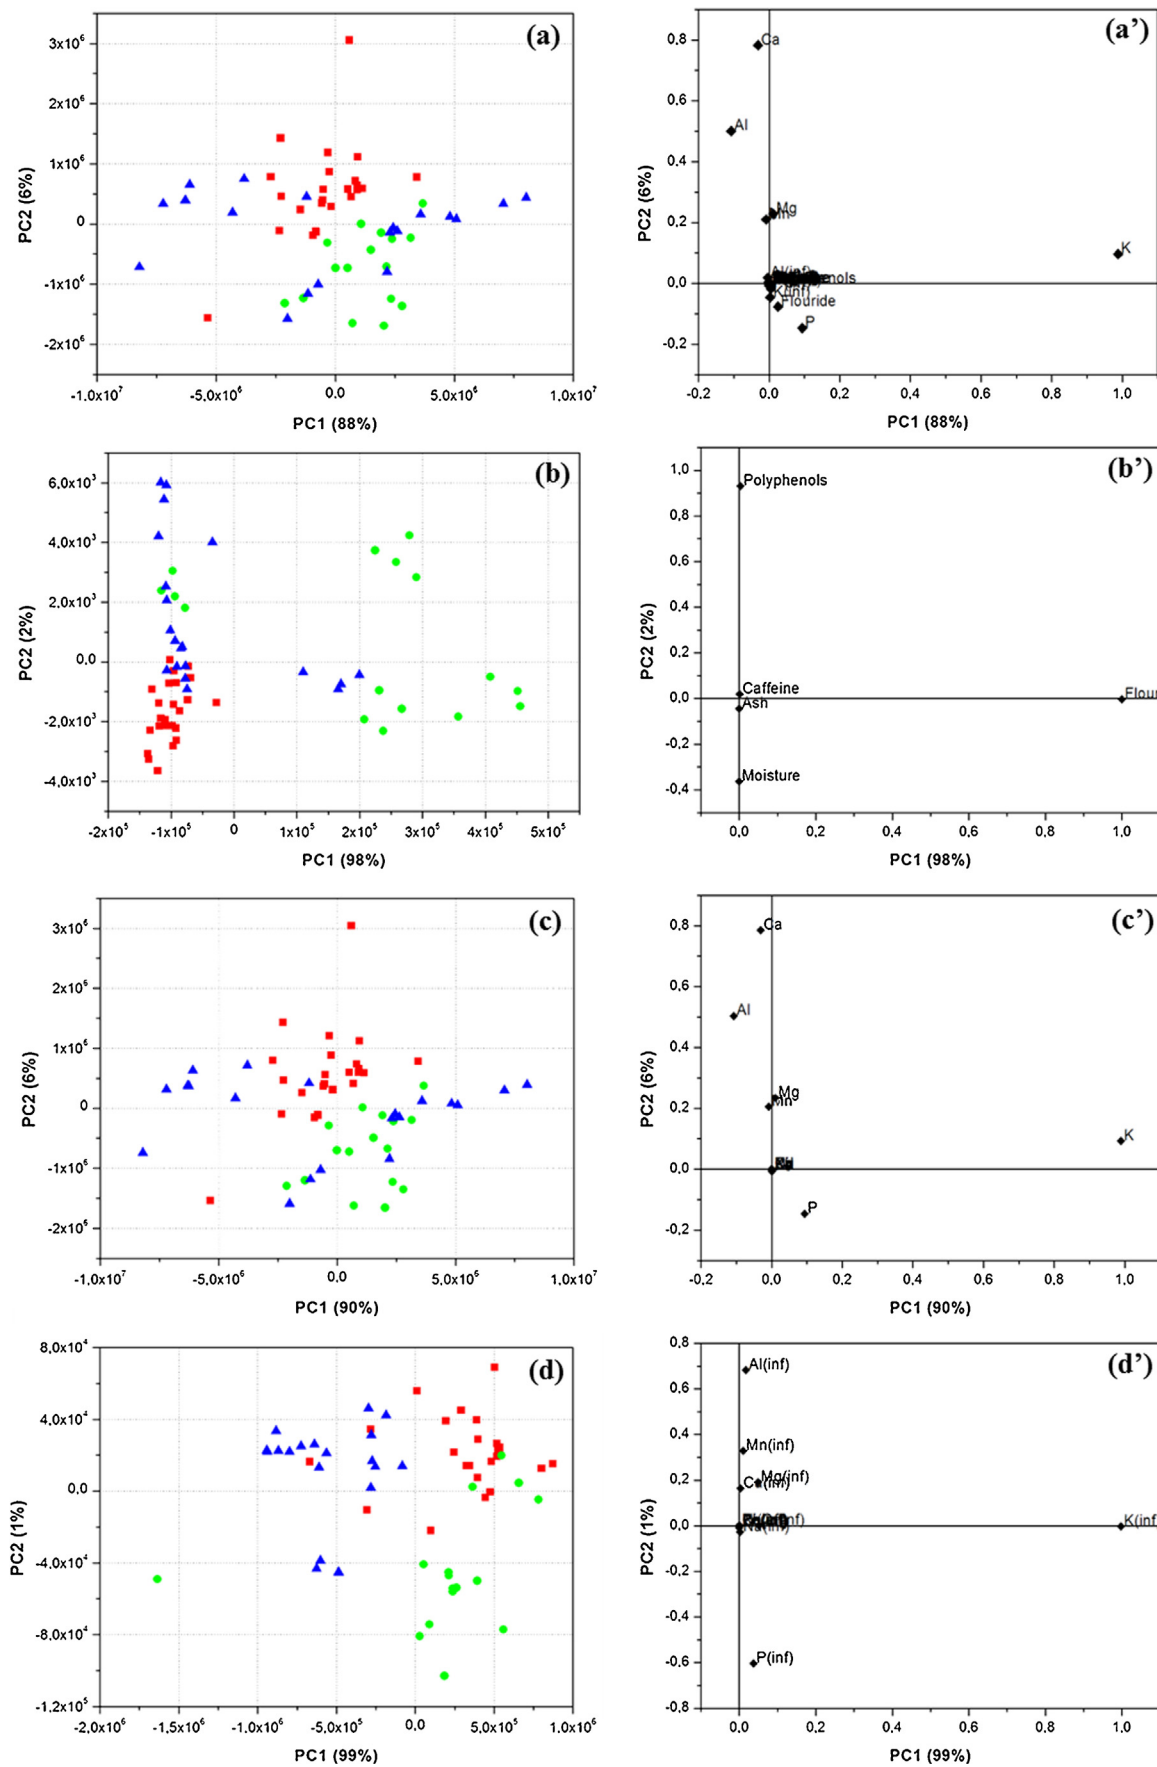 (a)
3x10⁶
2x10⁶
1x10⁶
0
-1x10⁶
-2x10⁶
PC2 (6%)
-1.0x10⁷ -5.0x10⁶ 0.0 5.0x10⁶ 1.0x10⁷
PC1 (88%)
(a')
0.8
0.6
0.4
0.2
0.0
-0.2
PC2 (6%)
Ca
Al
Mg
K
Al(inf)
K(inf)
Flouride
P
-0.2 0.0 0.2 0.4 0.6 0.8 1.0
PC1 (88%)
(b)
6,0x10³
4,0x10³
2,0x10³
0,0
-2,0x10³
-4,0x10³
PC2 (2%)
-2x10⁵ -1x10⁵ 0 1x10⁵ 2x10⁵ 3x10⁵ 4x10⁵ 5x10⁵
PC1 (98%)
(b')
1.0
0.8
0.6
0.4
0.2
0.0
-0.2
-0.4
PC2 (2%)
Polyphenols
Caffeine
Ash
Flour
Moisture
0.0 0.2 0.4 0.6 0.8 1.0
PC1 (98%)
(c)
3x10⁶
2x10⁶
1x10⁶
0
-1x10⁶
-2x10⁶
PC2 (6%)
-1,0x10⁷ -5,0x10⁶ 0,0 5,0x10⁶ 1,0x10⁷
PC1 (90%)
(c')
0.8
0.6
0.4
0.2
0.0
-0.2
PC2 (6%)
Ca
Al
Mg
Mn
K
P
-0.2 0.0 0.2 0.4 0.6 0.8 1.0
PC1 (90%)
(d)
8,0x10⁴
4,0x10⁴
0,0
-4,0x10⁴
-8,0x10⁴
-1,2x10⁵
PC2 (1%)
-2,0x10⁶ -1,5x10⁶ -1,0x10⁶ -5,0x10⁵ 0,0 5,0x10⁵ 1,0x10⁶
PC1 (99%)
(d')
0.8
0.6
0.4
0.2
0.0
-0.2
-0.4
-0.6
-0.8
PC2 (1%)
Al(inf)
Mn(inf)
Mg(inf)
Ca(inf)
Na(inf)
K(inf
P(inf)
0.0 0.2 0.4 0.6 0.8 1.0
PC1 (99%)